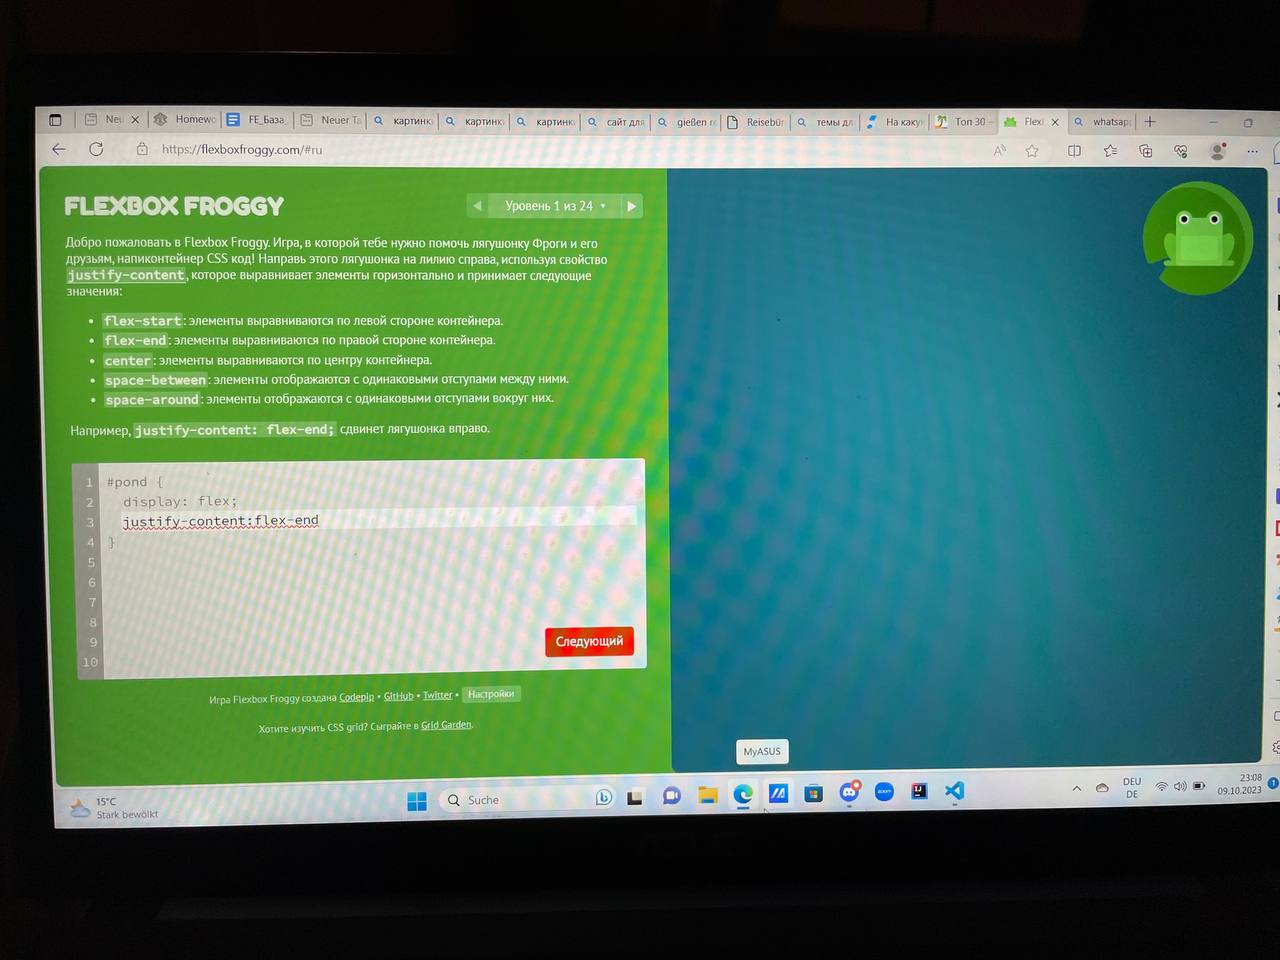 Neu
Homewo
FE_База_
Neuer Ta
картинк
картинк
картинк
сайт для
gießen r
Reisebür
темы дл
На каку
Топ 30 –
Flex
whatsapp
https://flexboxfroggy.com/#ru
FLEXBOX FROGGY
Уровень 1 из 24
Добро пожаловать в Flexbox Froggy. Игра, в которой тебе нужно помочь лягушонку Фроги и его
друзьям, напиконтейнер CSS код! Направь этого лягушонка на лилию справа, используя свойство
justify-content, которое выравнивает элементы горизонтально и принимает следующие
значения:
• flex-start: элементы выравниваются по левой стороне контейнера.
• flex-end: элементы выравниваются по правой стороне контейнера.
• center: элементы выравниваются по центру контейнера.
• space-between: элементы отображаются с одинаковыми отступами между ними.
• space-around: элементы отображаются с одинаковыми отступами вокруг них.
Например, justify-content: flex-end; сдвинет лягушонка вправо.
1 #pond {
2 display: flex;
3 justify-content:flex-end
4 }
5
6
7
8
9
10
Следующий
Игра Flexbox Froggy создана Codepip • GitHub • Twitter • Настройки
Хотите изучить CSS grid? Сыграйте в Grid Garden.
MyASUS
15°C
Stark bewölkt
Suche
zoom
DEU
DE
23:08
09.10.2023
1